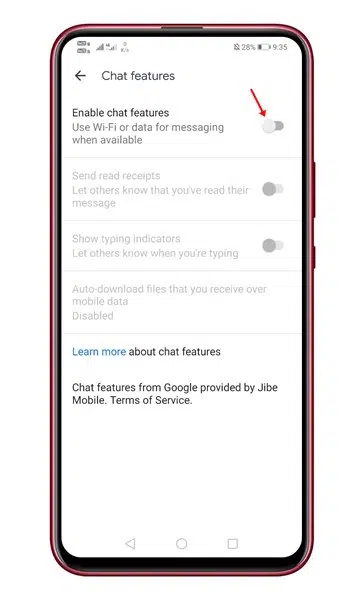 28% 9:35
Chat features
Enable chat features
Use Wi-Fi or data for messaging
when available
Send read receipts
Let others know that you've read their
message
Show typing indicators
Let others know when you're typing
Auto-download files that you receive over
mobile data
Disabled
Learn more about chat features
Chat features from Google provided by Jibe
Mobile. Terms of Service.